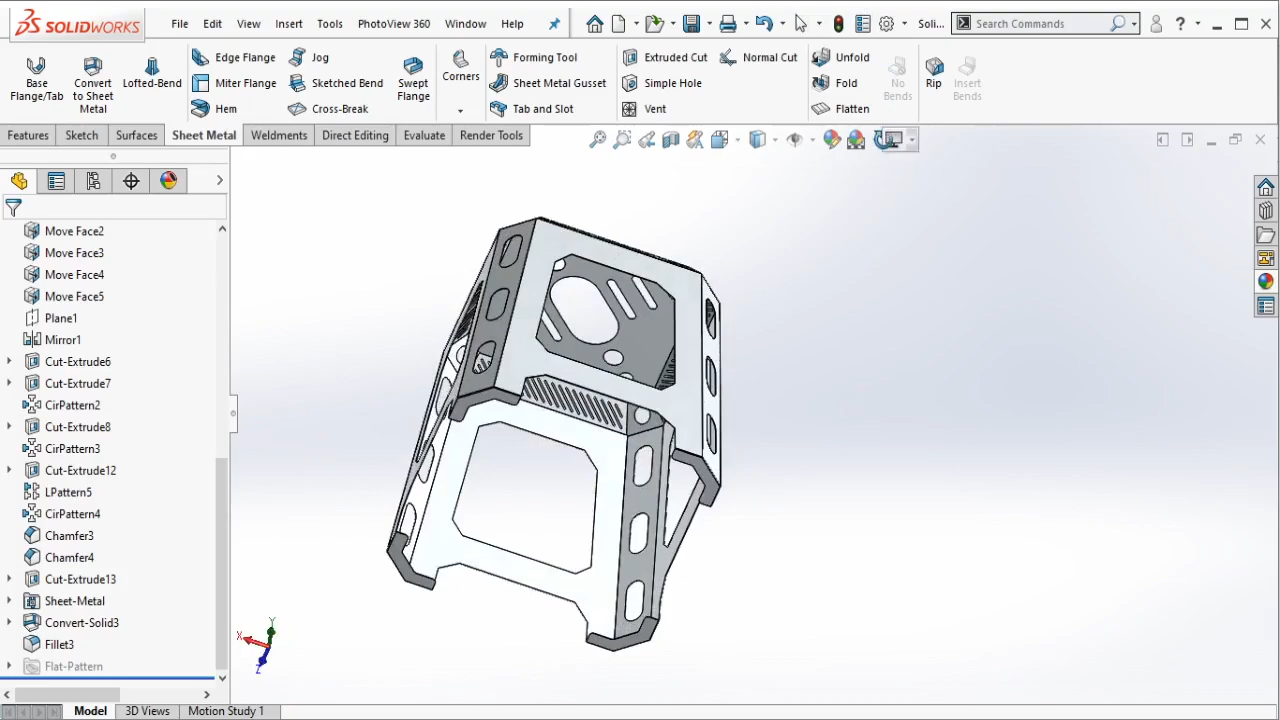 SOLIDWORKS File Edit View Insert Tools PhotoView 360 Window Help Soli... Search Commands ?
Edge Flange Jog Forming Tool Extruded Cut Normal Cut Unfold
Base Flange/Tab Convert to Sheet Metal Lofted-Bend Miter Flange Sketched Bend Swept Flange Corners Sheet Metal Gusset Simple Hole Fold No Bends Rip Insert Bends
Hem Cross-Break Tab and Slot Vent Flatten
Features Sketch Surfaces Sheet Metal Weldments Direct Editing Evaluate Render Tools
Move Face2
Move Face3
Move Face4
Move Face5
Plane1
Mirror1
Cut-Extrude6
Cut-Extrude7
CirPattern2
Cut-Extrude8
CirPattern3
Cut-Extrude12
LPattern5
CirPattern4
Chamfer3
Chamfer4
Cut-Extrude13
Sheet-Metal
Convert-Solid3
Fillet3
Flat-Pattern
Y
X
Z
Model 3D Views Motion Study 1